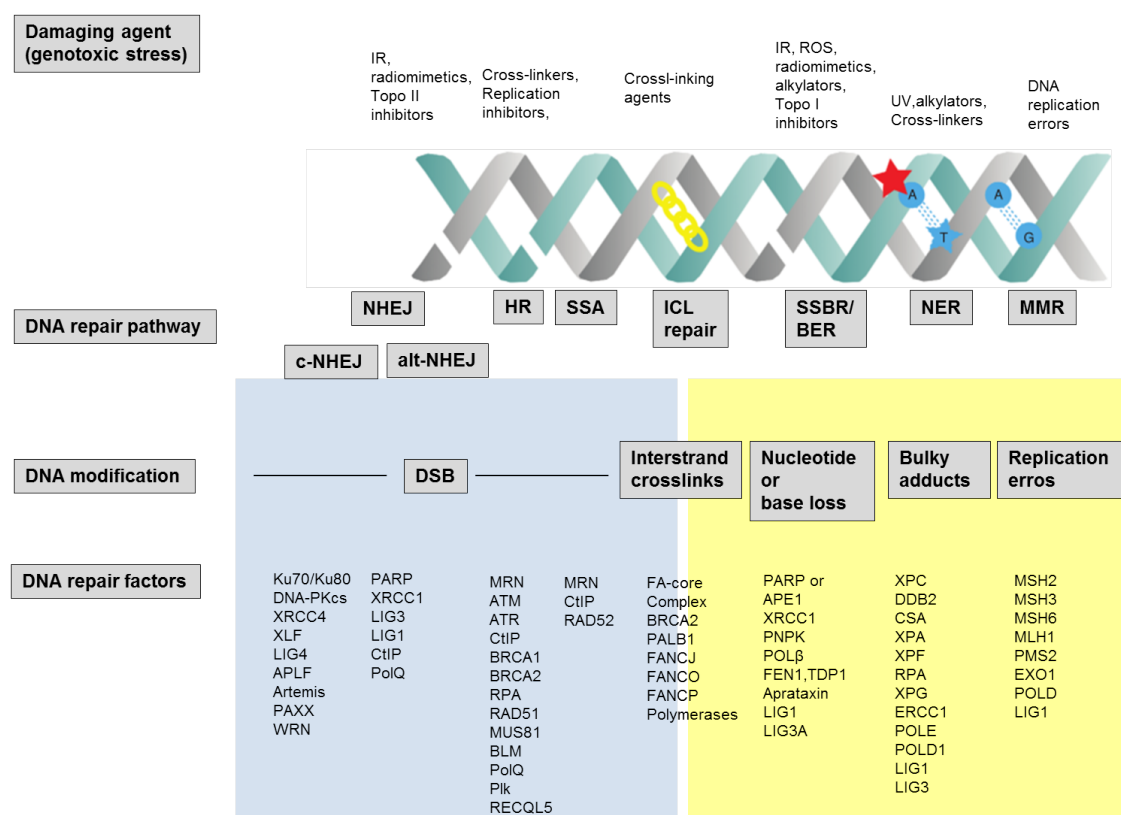 Damaging agent
(genotoxic stress)
IR,
radiomimetics,
Topo II
inhibitors
Cross-linkers,
Replication
inhibitors,
Crossl-inking
agents
IR, ROS,
radiomimetics,
alkylators,
Topo I
inhibitors
UV,alkylators,
Cross-linkers
DNA
replication
errors
A
T
A
G
DNA repair pathway
NHEJ
HR
SSA
ICL
repair
SSBR/
BER
NER
MMR
c-NHEJ
alt-NHEJ
DNA modification
DSB
Interstrand
crosslinks
Nucleotide
or
base loss
Bulky
adducts
Replication
erros
DNA repair factors
Ku70/Ku80
DNA-PKcs
XRCC4
XLF
LIG4
APLF
Artemis
PAXX
WRN
PARP
XRCC1
LIG3
LIG1
CtIP
PolQ
MRN
ATM
ATR
CtIP
BRCA1
BRCA2
RPA
RAD51
MUS81
BLM
PolQ
Plk
RECQL5
MRN
CtIP
RAD52
FA-core
Complex
BRCA2
PALB1
FANCJ
FANCO
FANCP
Polymerases
PARP or
APE1
XRCC1
PNPK
POLβ
FEN1,TDP1
Aprataxin
LIG1
LIG3A
XPC
DDB2
CSA
XPA
XPF
RPA
XPG
ERCC1
POLE
POLD1
LIG1
LIG3
MSH2
MSH3
MSH6
MLH1
PMS2
EXO1
POLD
LIG1